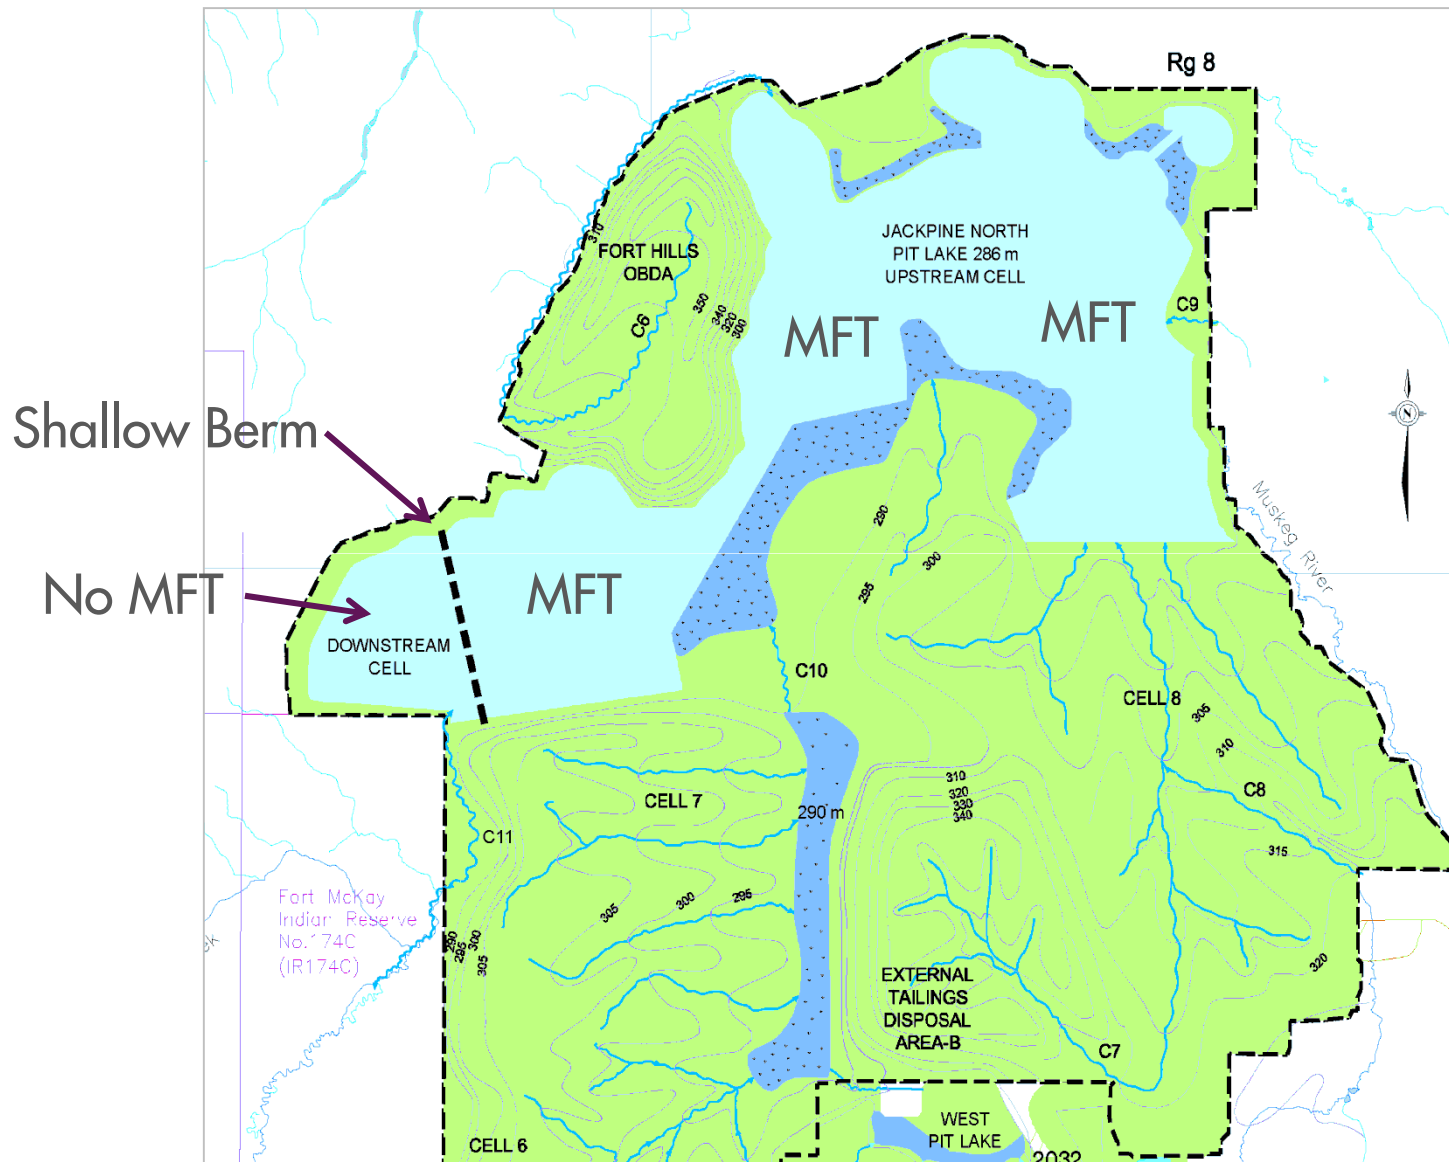 Rg 8
310
FORT HILLS
OBDA
C6
350
340
320
300
JACKPINE NORTH
PIT LAKE 286 m
UPSTREAM CELL
MFT
MFT
C9
Shallow Berm
No MFT
DOWNSTREAM
CELL
MFT
290
300
295
Muskeg River
N
C10
CELL 8
305
310
C8
315
320
CELL 7
290 m
310
320
330
340
C11
305
300
295
290
295
300
305
Fort McKay
Indian Reserve
No.174C
(IR174C)
EXTERNAL
TAILINGS
DISPOSAL
AREA-B
C7
CELL 6
WEST
PIT LAKE
2032